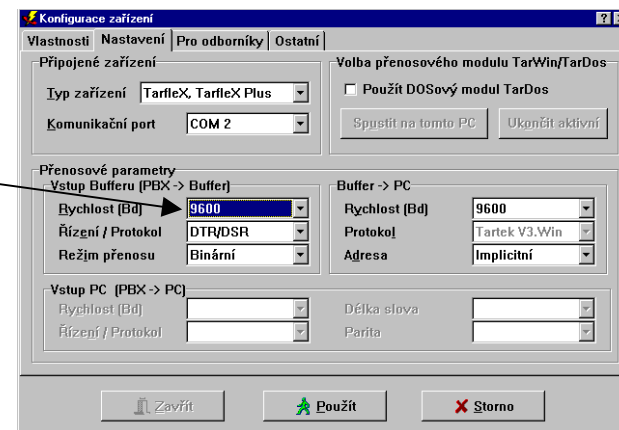 Konfigurace zařízení
Vlastnosti Nastavení Pro odborníky Ostatní
Připojené zařízení
Typ zařízení TarfleX, TarfleX Plus
Komunikační port COM 2
Volba přenosového modulu TarWin/TarDos
Použít DOSový modul TarDos
Spustit na tomto PC Ukončit aktivní
Přenosové parametry
Vstup Bufferu (PBX -> Buffer)
Rychlost (Bd) 9600
Řízení / Protokol DTR/DSR
Režim přenosu Binární
Buffer -> PC
Rychlost (Bd) 9600
Protokol Tartek V3.Win
Adresa Implicitní
Vstup PC (PBX -> PC)
Rychlost (Bd)
Řízení / Protokol
Délka slova
Parita
Zavřít Použít Storno